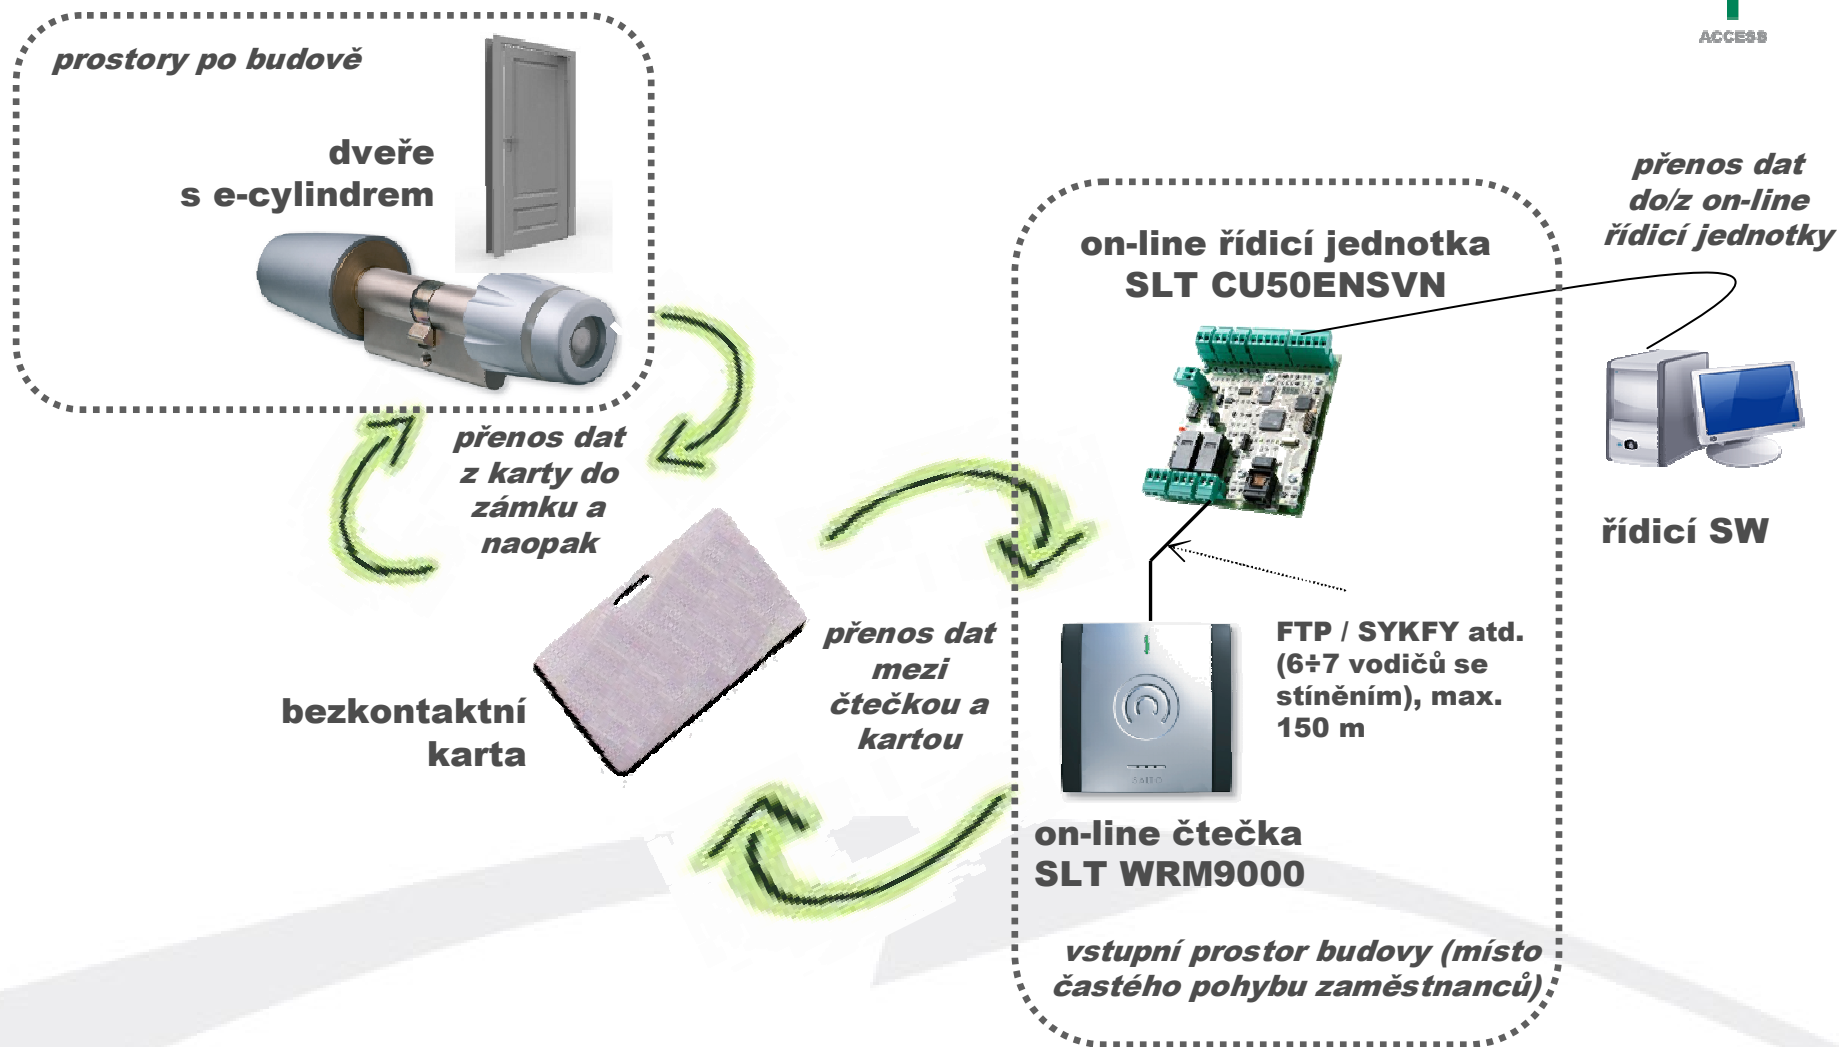 ACCESS
prostory po budově
dveře
s e-cylindrem
přenos dat
z karty do
zámku a
naopak
bezkontaktní
karta
přenos dat
mezi
čtečkou a
kartou
on-line řídicí jednotka
SLT CU50ENSVN
přenos dat
do/z on-line
řídicí jednotky
řídicí SW
FTP / SYKFY atd.
(6÷7 vodičů se
stíněním), max.
150 m
SALTO
on-line čtečka
SLT WRM9000
vstupní prostor budovy (místo
častého pohybu zaměstnanců)